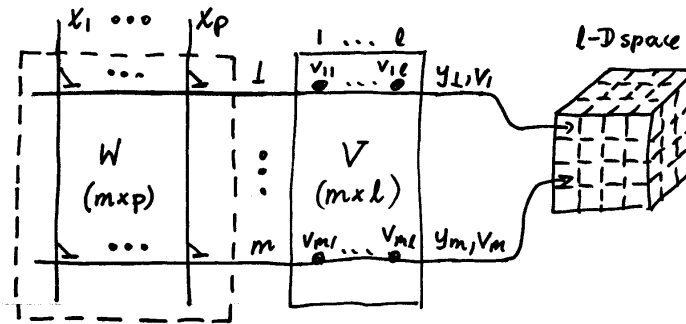 x₁ ••• xₚ
1 ... l
l-D space
•••
1
v₁₁ ... v₁ₗ
y₁,v₁
W
(m×p)
V
(m×l)
•••
m
vₘ₁ ... vₘₗ
yₘ,vₘ